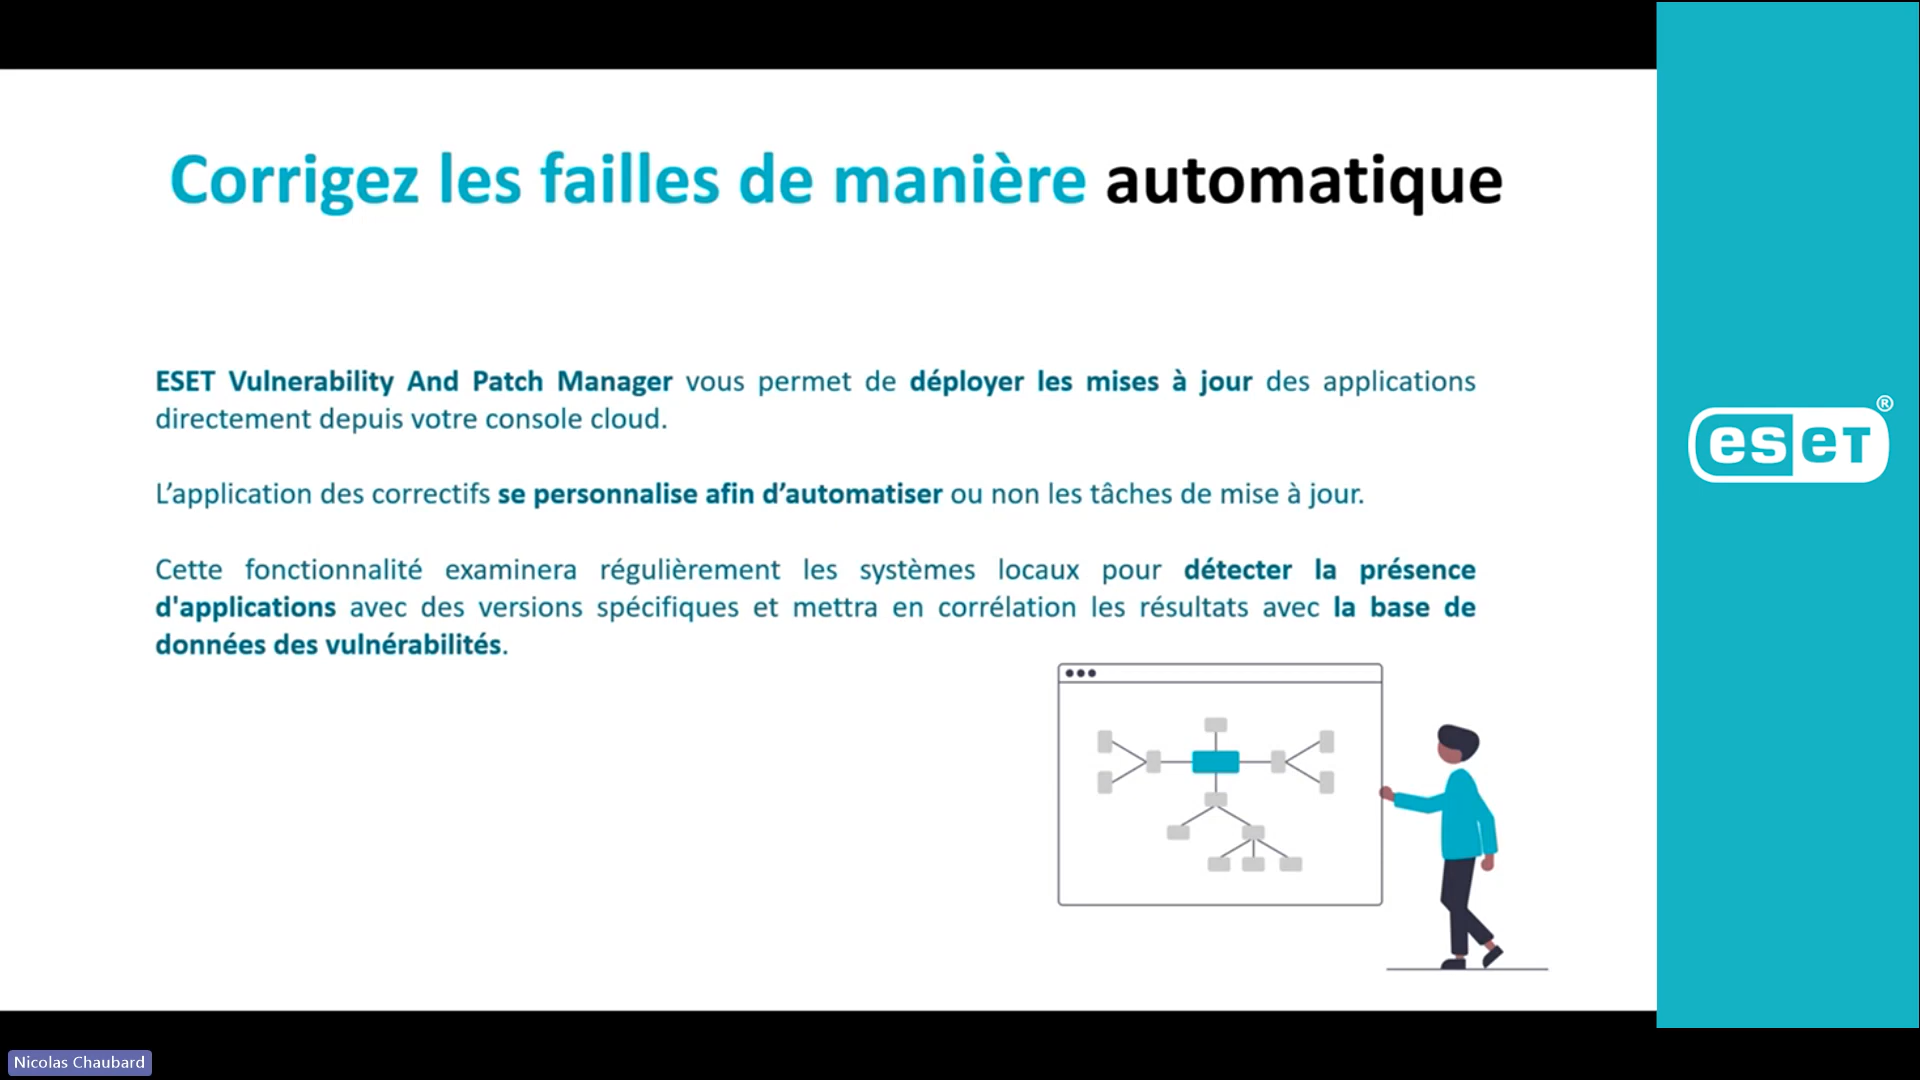 Corrigez les failles de manière automatique
ESET Vulnerability And Patch Manager vous permet de déployer les mises à jour des applications
directement depuis votre console cloud.
L’application des correctifs se personnalise afin d’automatiser ou non les tâches de mise à jour.
Cette fonctionnalité examinera régulièrement les systèmes locaux pour détecter la présence
d'applications avec des versions spécifiques et mettra en corrélation les résultats avec la base de
données des vulnérabilités.
eseT®
Nicolas Chaubard